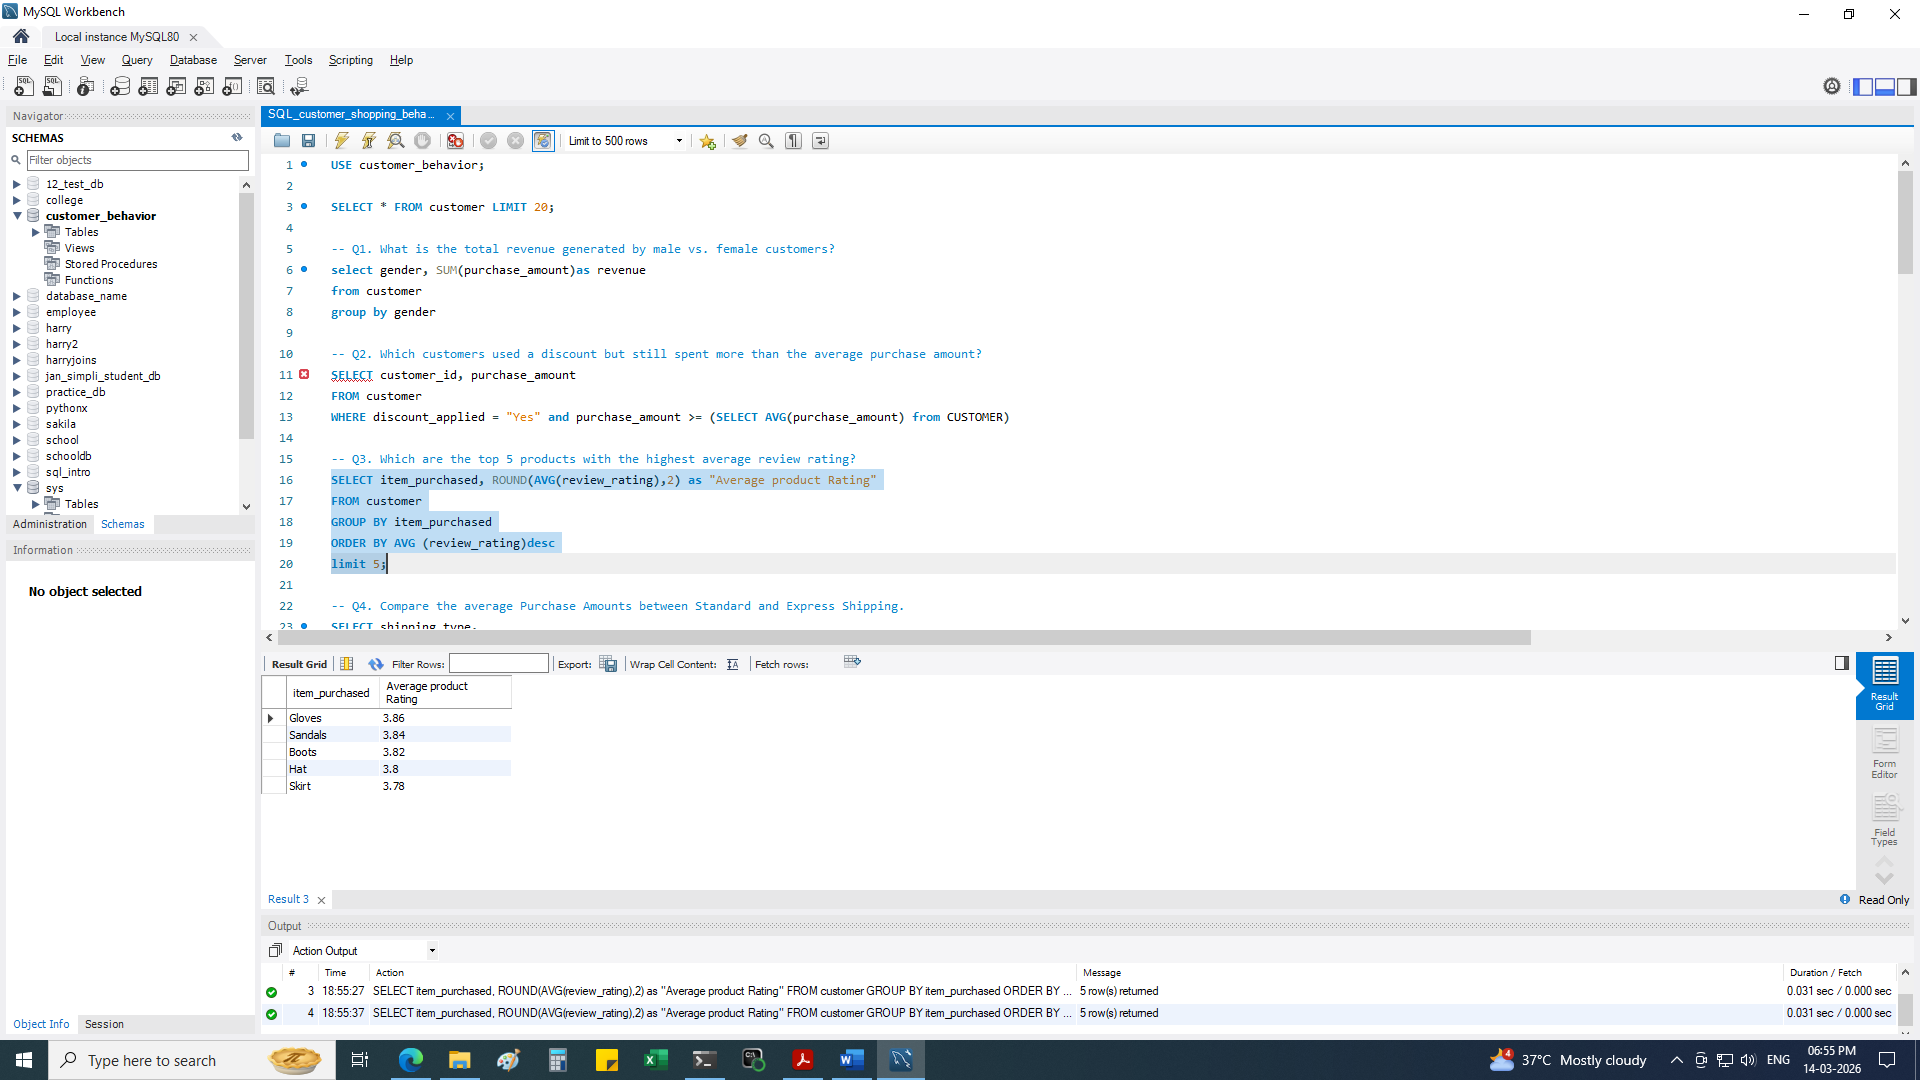 MySQL Workbench
Local instance MySQL80
File Edit View Query Database Server Tools Scripting Help
Navigator
SCHEMAS
Filter objects
12_test_db
college
customer_behavior
Tables
Views
Stored Procedures
Functions
database_name
employee
harry
harry2
harryjoins
jan_simpli_student_db
practice_db
pythonx
sakila
school
schooldb
sql_intro
sys
Tables
Administration Schemas
Information
No object selected
Object Info Session
SQL_customer_shopping_beha...
Limit to 500 rows
1 USE customer_behavior;
2
3 SELECT * FROM customer LIMIT 20;
4
5 -- Q1. What is the total revenue generated by male vs. female customers?
6 select gender, SUM(purchase_amount)as revenue
7 from customer
8 group by gender
9
10 -- Q2. Which customers used a discount but still spent more than the average purchase amount?
11 SELECT customer_id, purchase_amount
12 FROM customer
13 WHERE discount_applied = "Yes" and purchase_amount >= (SELECT AVG(purchase_amount) from CUSTOMER)
14
15 -- Q3. Which are the top 5 products with the highest average review rating?
16 SELECT item_purchased, ROUND(AVG(review_rating),2) as "Average product Rating"
17 FROM customer
18 GROUP BY item_purchased
19 ORDER BY AVG (review_rating)desc
20 limit 5;
21
22 -- Q4. Compare the average Purchase Amounts between Standard and Express Shipping.
23 SELECT shipping_type,
Result Grid Filter Rows: Export: Wrap Cell Content: Fetch rows:
item_purchased Average product Rating
Gloves 3.86
Sandals 3.84
Boots 3.82
Hat 3.8
Skirt 3.78
Result Grid
Form Editor
Field Types
Result 3
Read Only
Output
Action Output
# Time Action Message Duration / Fetch
3 18:55:27 SELECT item_purchased, ROUND(AVG(review_rating),2) as "Average product Rating" FROM customer GROUP BY item_purchased ORDER BY ... 5 row(s) returned 0.031 sec / 0.000 sec
4 18:55:37 SELECT item_purchased, ROUND(AVG(review_rating),2) as "Average product Rating" FROM customer GROUP BY item_purchased ORDER BY ... 5 row(s) returned 0.031 sec / 0.000 sec
Type here to search
4
37°C Mostly cloudy
ENG
06:55 PM
14-03-2026